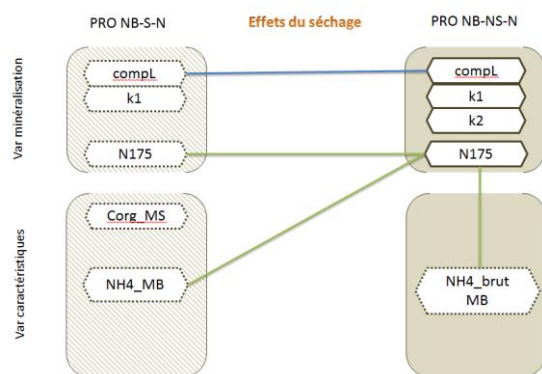 PRO NB-S-N
Effets du séchage
PRO NB-NS-N
Var minéralisation
compL
k1
N175
compL
k1
k2
N175
Var caractéristiques
Corg_MS
NH4_MB
NH4_brut
MB